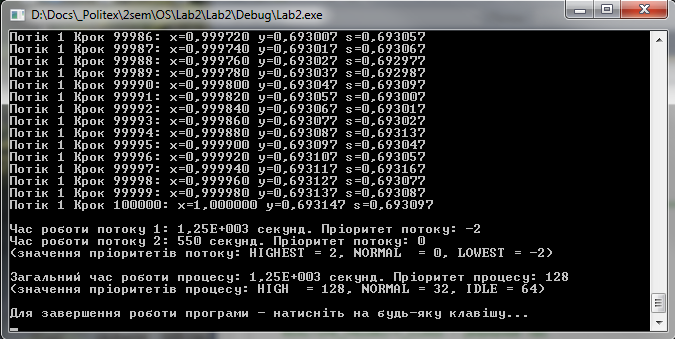 D:\Docs\_Politex\2sem\OS\Lab2\Lab2\Debug\Lab2.exe
Потік 1 Крок 99986: x=0,999720 y=0,693007 s=0,693057
Потік 1 Крок 99987: x=0,999740 y=0,693017 s=0,693067
Потік 1 Крок 99988: x=0,999760 y=0,693027 s=0,692977
Потік 1 Крок 99989: x=0,999780 y=0,693037 s=0,692987
Потік 1 Крок 99990: x=0,999800 y=0,693047 s=0,693097
Потік 1 Крок 99991: x=0,999820 y=0,693057 s=0,693007
Потік 1 Крок 99992: x=0,999840 y=0,693067 s=0,693017
Потік 1 Крок 99993: x=0,999860 y=0,693077 s=0,693027
Потік 1 Крок 99994: x=0,999880 y=0,693087 s=0,693137
Потік 1 Крок 99995: x=0,999900 y=0,693097 s=0,693047
Потік 1 Крок 99996: x=0,999920 y=0,693107 s=0,693057
Потік 1 Крок 99997: x=0,999940 y=0,693117 s=0,693167
Потік 1 Крок 99998: x=0,999960 y=0,693127 s=0,693077
Потік 1 Крок 99999: x=0,999980 y=0,693137 s=0,693087
Потік 1 Крок 100000: x=1,000000 y=0,693147 s=0,693097
Час роботи потоку 1: 1,25E+003 секунд. Пріоритет потоку: -2
Час роботи потоку 2: 550 секунд. Пріоритет потоку: 0
(значення пріоритетів потоку: HIGHEST = 2, NORMAL  = 0, LOWEST = -2)
Загальний час роботи процесу: 1,25E+003 секунд. Пріоритет процесу: 128
(значення пріоритетів процесу: HIGH  = 128, NORMAL = 32, IDLE = 64)
Для завершення роботи програми - натисніть на будь-яку клавішу...